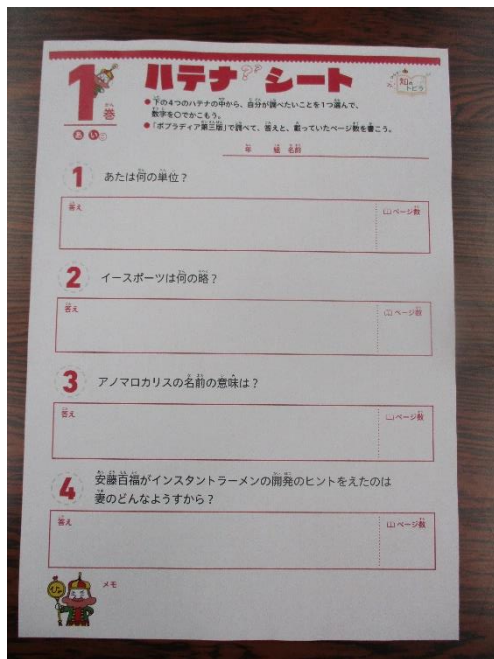 1巻
あ い
ハテナ?シート
知のトビラ
●下の4つのハテナの中から、自分が調べたいことを1つ選んで、
数字を○でかこもう。
●「ポプラディア第三版」で調べて、答えと、載っていたページ数を書こう。
年 組 名前
1 あたは何の単位？
答え ページ数
2 イースポーツは何の略？
答え ページ数
3 アノマロカリスの名前の意味は？
答え ページ数
4 安藤百福がインスタントラーメンの開発のヒントをえたのは
妻のどんなようすから？
答え ページ数
メモ